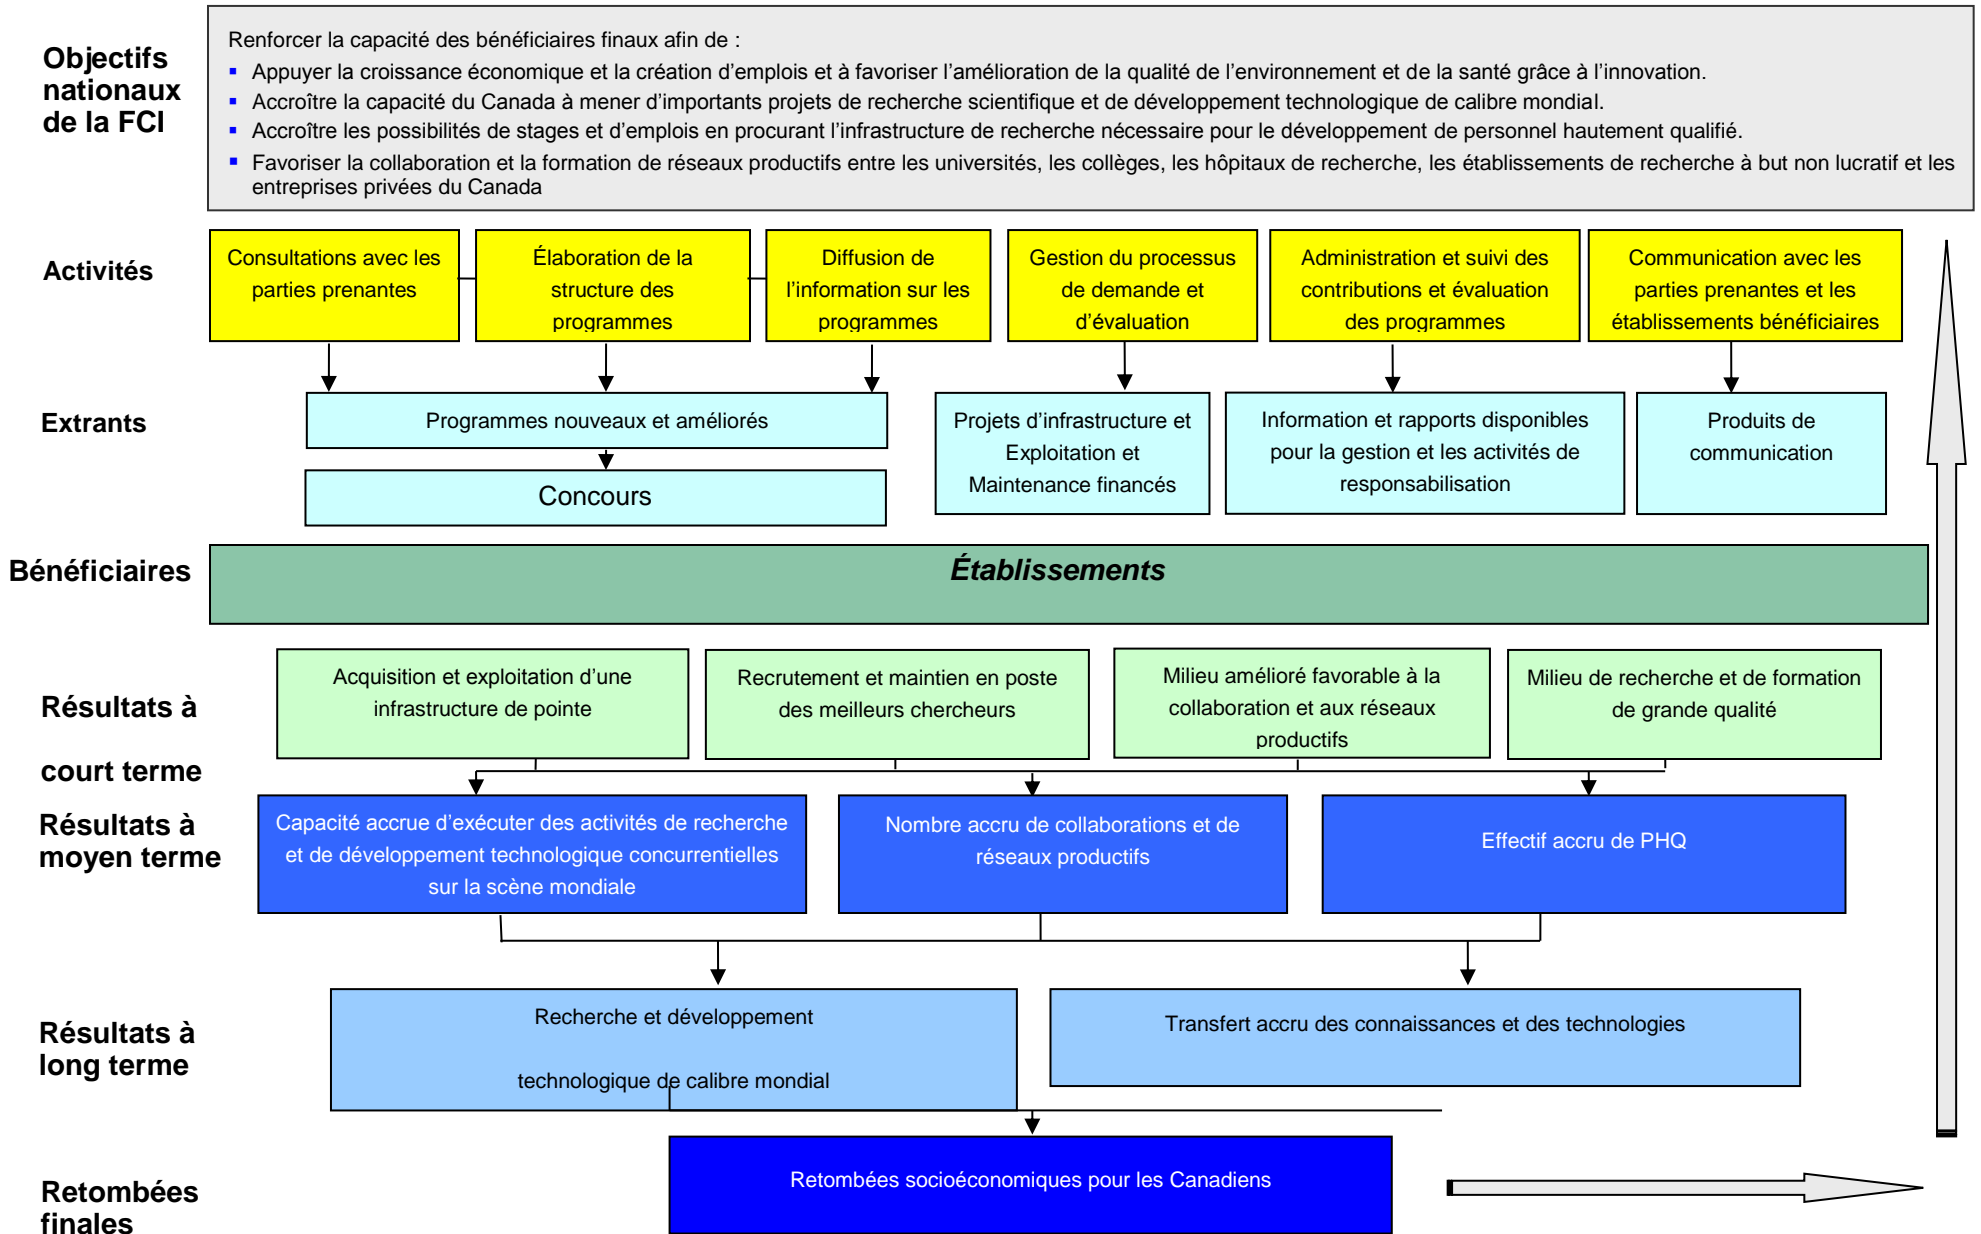 Objectifs
nationaux
de la FCI
Renforcer la capacité des bénéficiaires finaux afin de :
▪ Appuyer la croissance économique et la création d'emplois et à favoriser l'amélioration de la qualité de l'environnement et de la santé grâce à l'innovation.
▪ Accroître la capacité du Canada à mener d'importants projets de recherche scientifique et de développement technologique de calibre mondial.
▪ Accroître les possibilités de stages et d'emplois en procurant l'infrastructure de recherche nécessaire pour le développement de personnel hautement qualifié.
▪ Favoriser la collaboration et la formation de réseaux productifs entre les universités, les collèges, les hôpitaux de recherche, les établissements de recherche à but non lucratif et les
entreprises privées du Canada
Activités
Consultations avec les
parties prenantes
Élaboration de la
structure des
programmes
Diffusion de
l'information sur les
programmes
Gestion du processus
de demande et
d'évaluation
Administration et suivi des
contributions et évaluation
des programmes
Communication avec les
parties prenantes et les
établissements bénéficiaires
Extrants
Programmes nouveaux et améliorés
Concours
Projets d'infrastructure et
Exploitation et
Maintenance financés
Information et rapports disponibles
pour la gestion et les activités de
responsabilisation
Produits de
communication
Bénéficiaires
Établissements
Résultats à
court terme
Acquisition et exploitation d'une
infrastructure de pointe
Recrutement et maintien en poste
des meilleurs chercheurs
Milieu amélioré favorable à la
collaboration et aux réseaux
productifs
Milieu de recherche et de formation
de grande qualité
Résultats à
moyen terme
Capacité accrue d'exécuter des activités de recherche
et de développement technologique concurrentielles
sur la scène mondiale
Nombre accru de collaborations et de
réseaux productifs
Effectif accru de PHQ
Résultats à
long terme
Recherche et développement
technologique de calibre mondial
Transfert accru des connaissances et des technologies
Retombées
finales
Retombées socioéconomiques pour les Canadiens